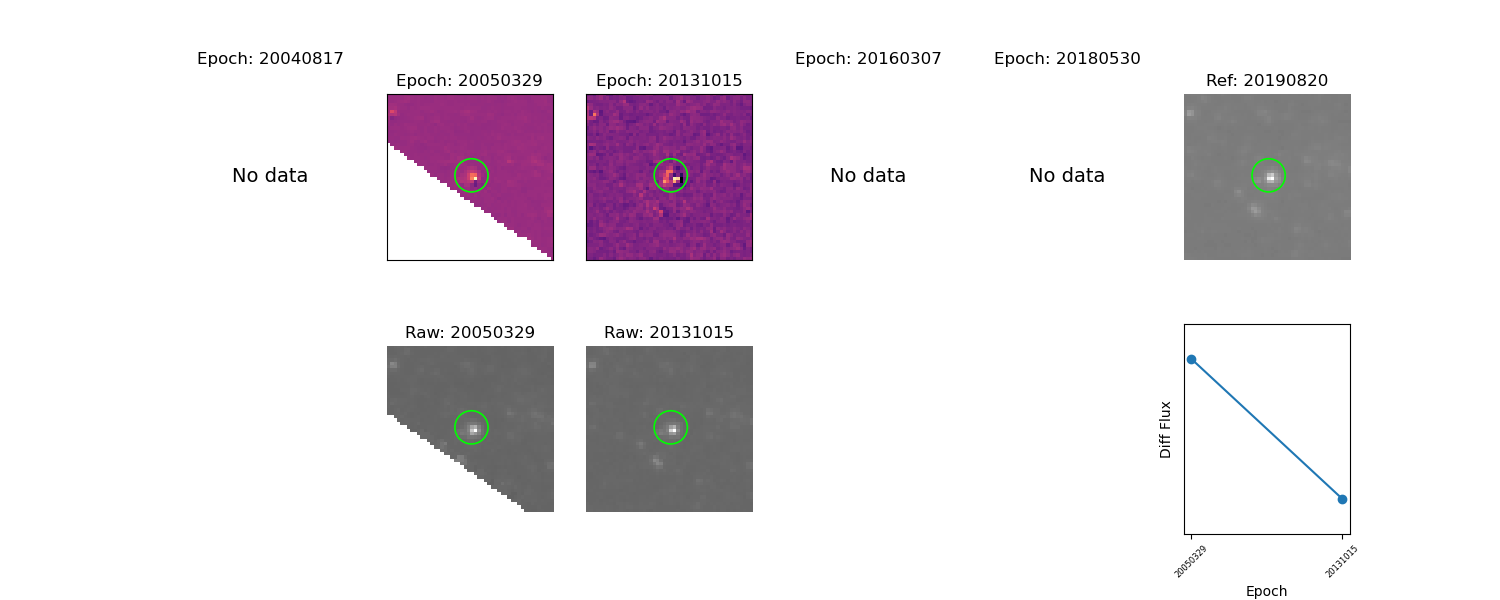 Epoch: 20040817
Epoch: 20050329
Epoch: 20131015
Epoch: 20160307
Epoch: 20180530
Ref: 20190820
No data
No data
No data
Raw: 20050329
Raw: 20131015
Diff Flux
20050329
20131015
Epoch